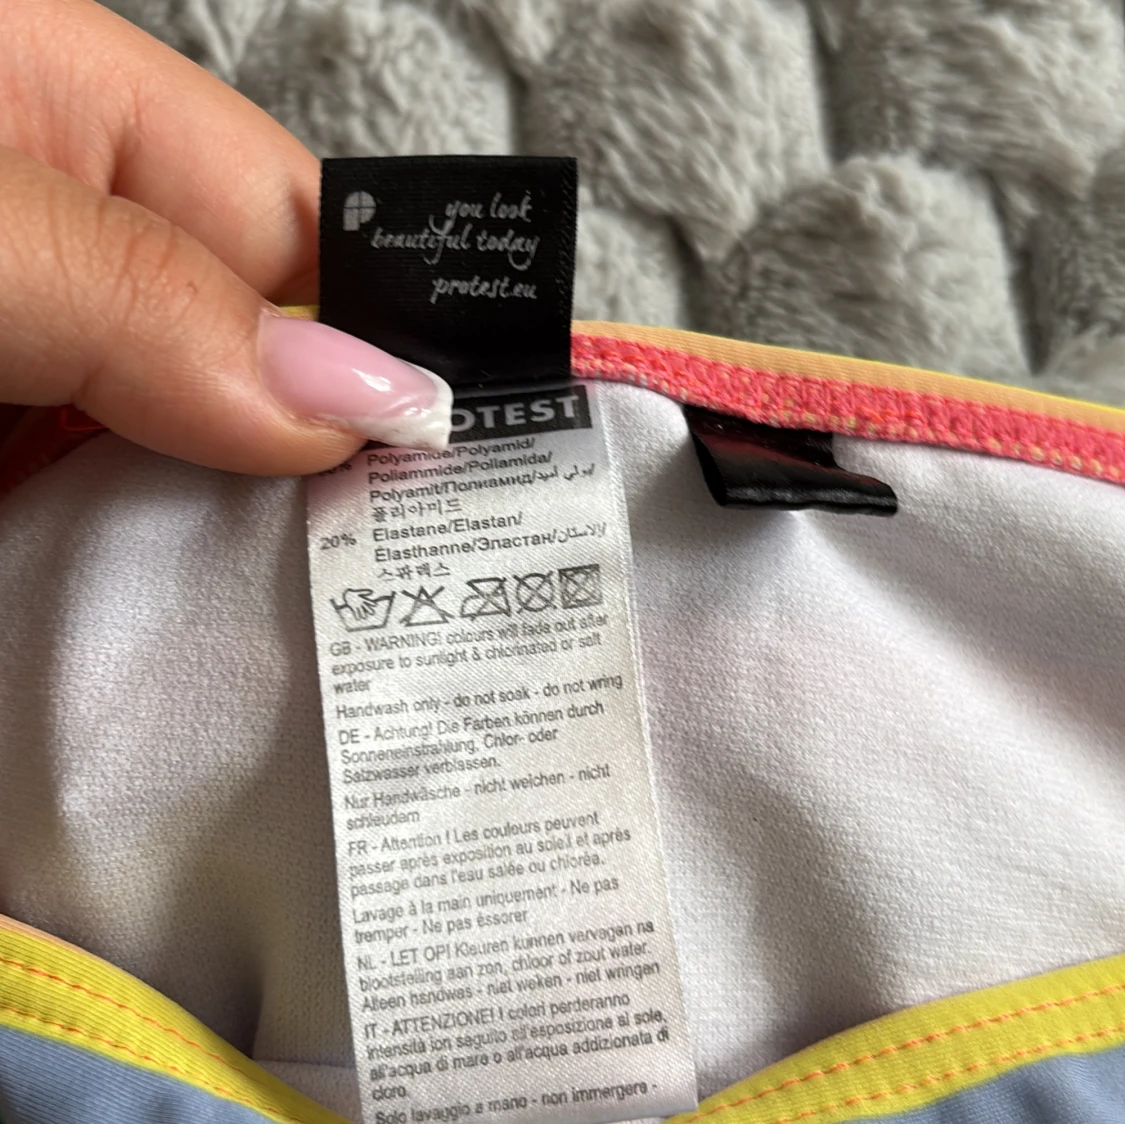 you look
beautiful today
protest.eu
OTEST
Polyamide/Polyamid/
Poliammide/Poliamida/
Polyamit/Полиамид/بولي أميد
폴리아미드
20% Elastane/Elastan/
Élasthanne/Эластан/إلاستان
스판덱스
GB - WARNING! colours will fade out after
exposure to sunlight & chlorinated or salt
water
Handwash only - do not soak - do not wring
DE - Achtung! Die Farben können durch
Sonneneinstrahlung, Chlor- oder
Salzwasser verblassen.
Nur Handwäsche - nicht weichen - nicht
schleudern
FR - Attention ! Les couleurs peuvent
passer après exposition au soleil et après
passage dans l'eau salée ou chlorée.
Lavage à la main uniquement - Ne pas
tremper - Ne pas éssorer
NL - LET OP! Kleuren kunnen vervagen na
blootstelling aan zon, chloor of zout water.
Alleen handwas - niet weken - niet wringen
IT - ATTENZIONE! I colori perderanno
intensità ion seguito all'esposizione al sole,
all'acqua di mare o all'acqua addizionata di
cloro.
Solo lavaggio a mano - non immergere -